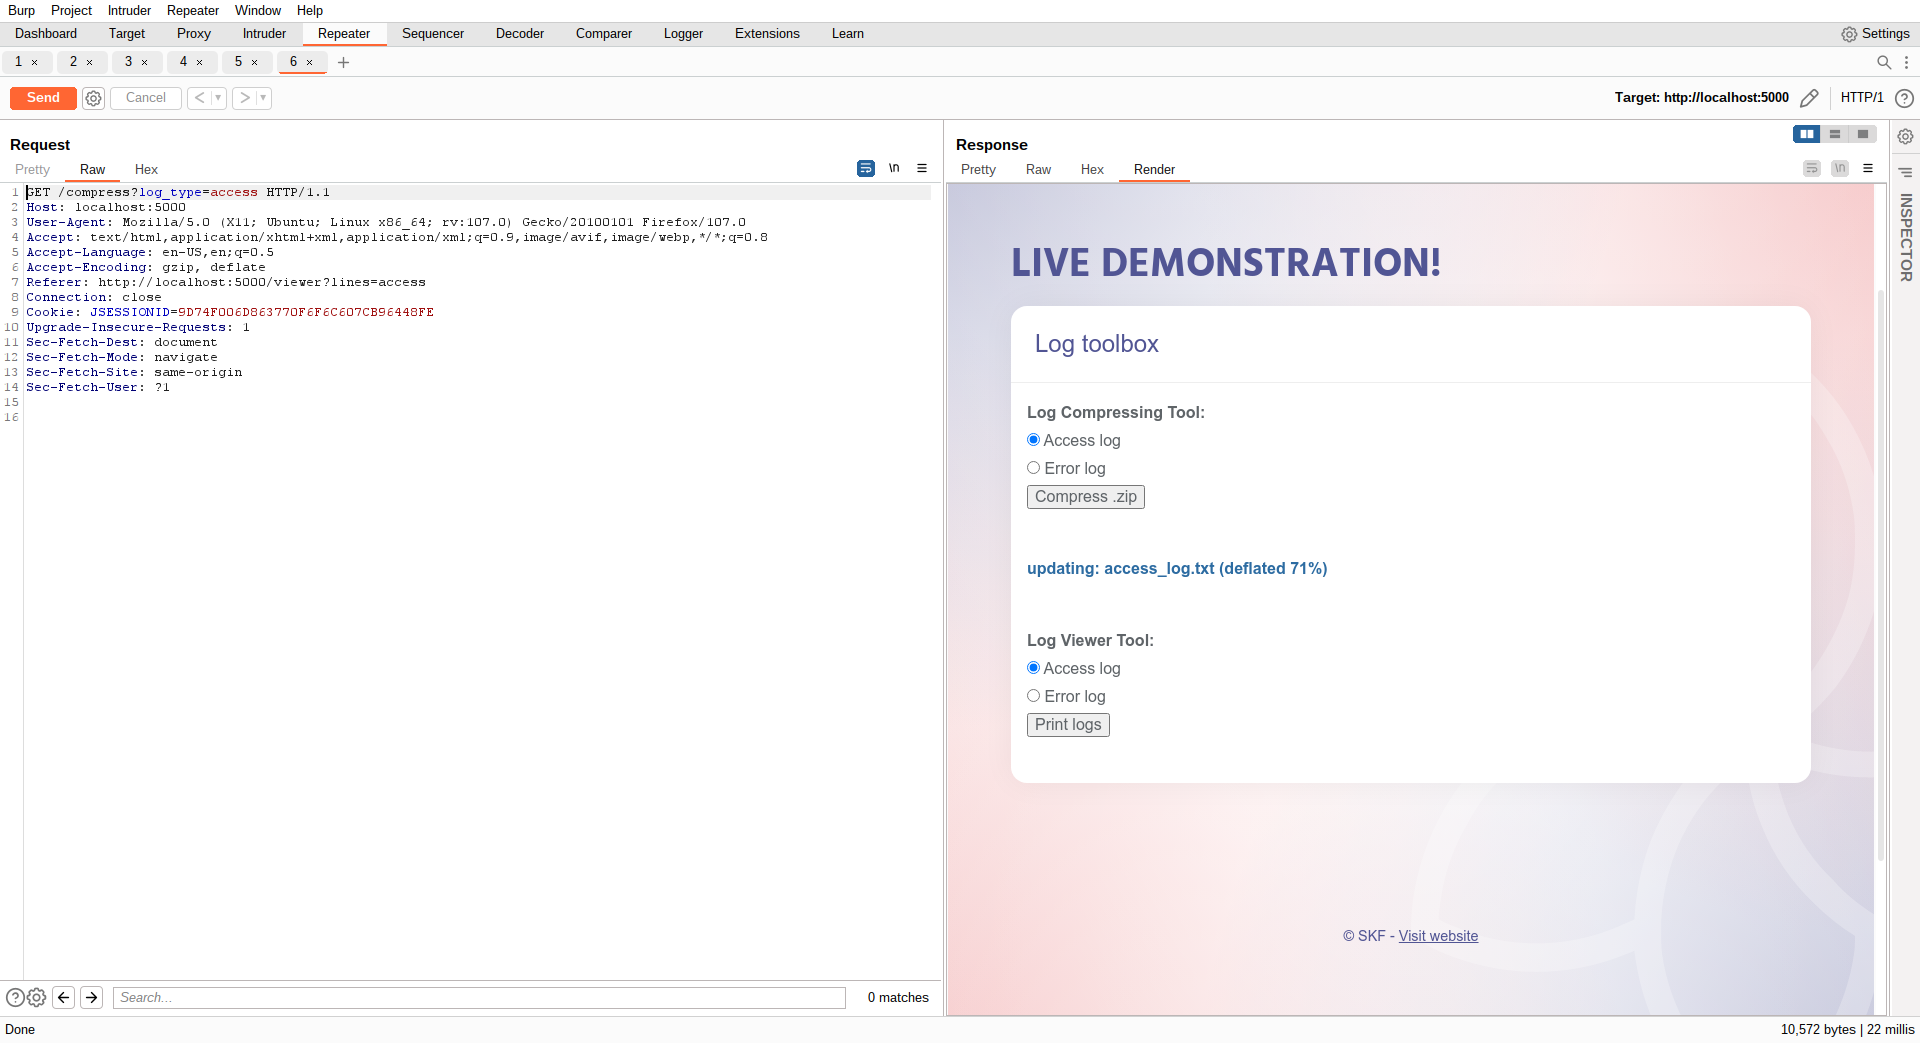 Burp Project Intruder Repeater Window Help
Dashboard Target Proxy Intruder Repeater Sequencer Decoder Comparer Logger Extensions Learn Settings
1 × 2 × 3 × 4 × 5 × 6 × +
Send Cancel < > Target: http://localhost:5000 HTTP/1 ?
Request
Pretty Raw Hex \n
1 GET /compress?log_type=access HTTP/1.1
2 Host: localhost:5000
3 User-Agent: Mozilla/5.0 (X11; Ubuntu; Linux x86_64; rv:107.0) Gecko/20100101 Firefox/107.0
4 Accept: text/html,application/xhtml+xml,application/xml;q=0.9,image/avif,image/webp,*/*;q=0.8
5 Accept-Language: en-US,en;q=0.5
6 Accept-Encoding: gzip, deflate
7 Referer: http://localhost:5000/viewer?lines=access
8 Connection: close
9 Cookie: JSESSIONID=9D74F006D863770F6F6C607CB96448FE
10 Upgrade-Insecure-Requests: 1
11 Sec-Fetch-Dest: document
12 Sec-Fetch-Mode: navigate
13 Sec-Fetch-Site: same-origin
14 Sec-Fetch-User: ?1
15
16
? Search... 0 matches
Response
Pretty Raw Hex Render \n
LIVE DEMONSTRATION!
Log toolbox
Log Compressing Tool:
Access log
Error log
Compress .zip
updating: access_log.txt (deflated 71%)
Log Viewer Tool:
Access log
Error log
Print logs
© SKF - Visit website
INSPECTOR
Done 10,572 bytes | 22 millis